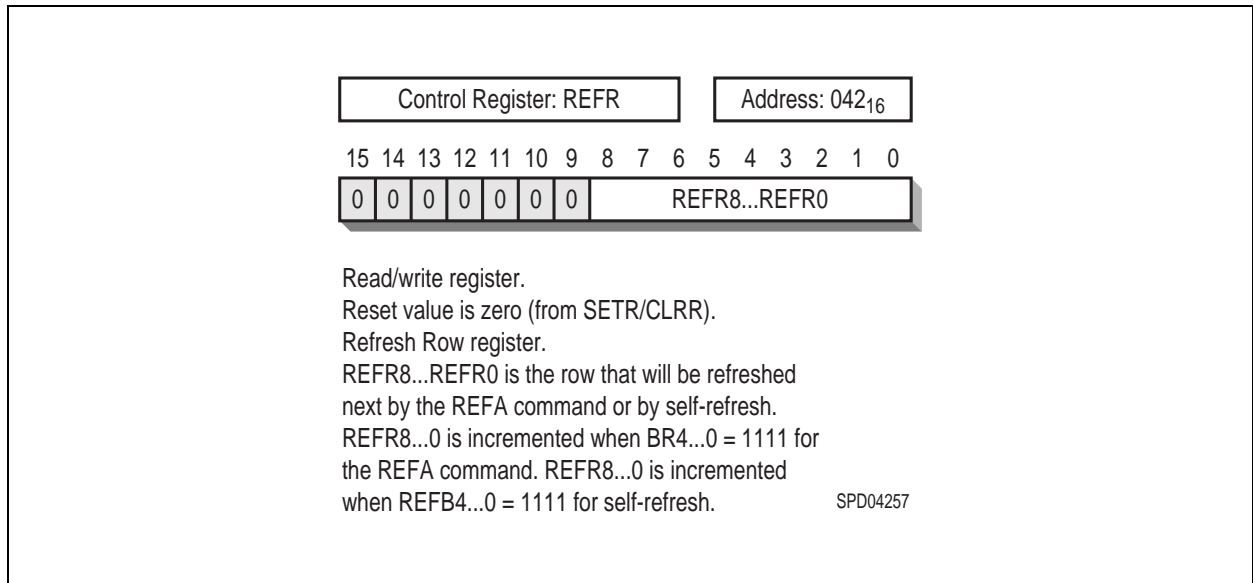 Control Register: REFR Address: 042₁₆
15 14 13 12 11 10 9 8 7 6 5 4 3 2 1 0
0 0 0 0 0 0 0 REFR8...REFR0
Read/write register.
Reset value is zero (from SETR/CLRR).
Refresh Row register.
REFR8...REFR0 is the row that will be refreshed
next by the REFA command or by self-refresh.
REFR8...0 is incremented when BR4...0 = 1111 for
the REFA command. REFR8...0 is incremented
when REFB4...0 = 1111 for self-refresh. SPD04257